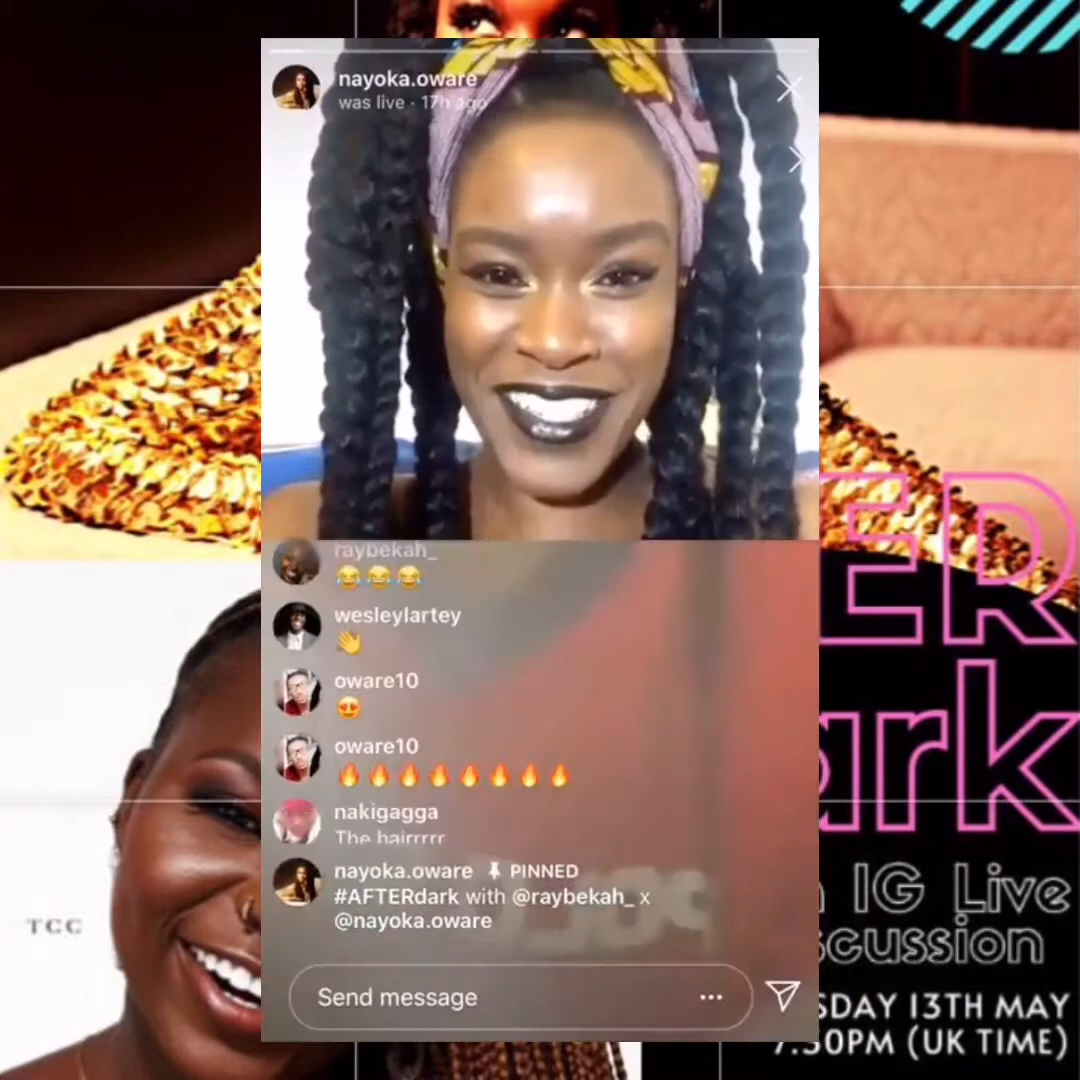 nayoka.oware
was live · 17h ago
raybekah_
😂😂😂
wesleylartey
👏
oware10
😍
oware10
🔥🔥🔥🔥🔥🔥🔥🔥
nakigagga
The hairrrrr
nayoka.oware PINNED
#AFTERdark with @raybekah_ x
@nayoka.oware
Send message
TCC
ER
ark
IG Live
scussion
SDAY 13TH MAY
7.30PM (UK TIME)